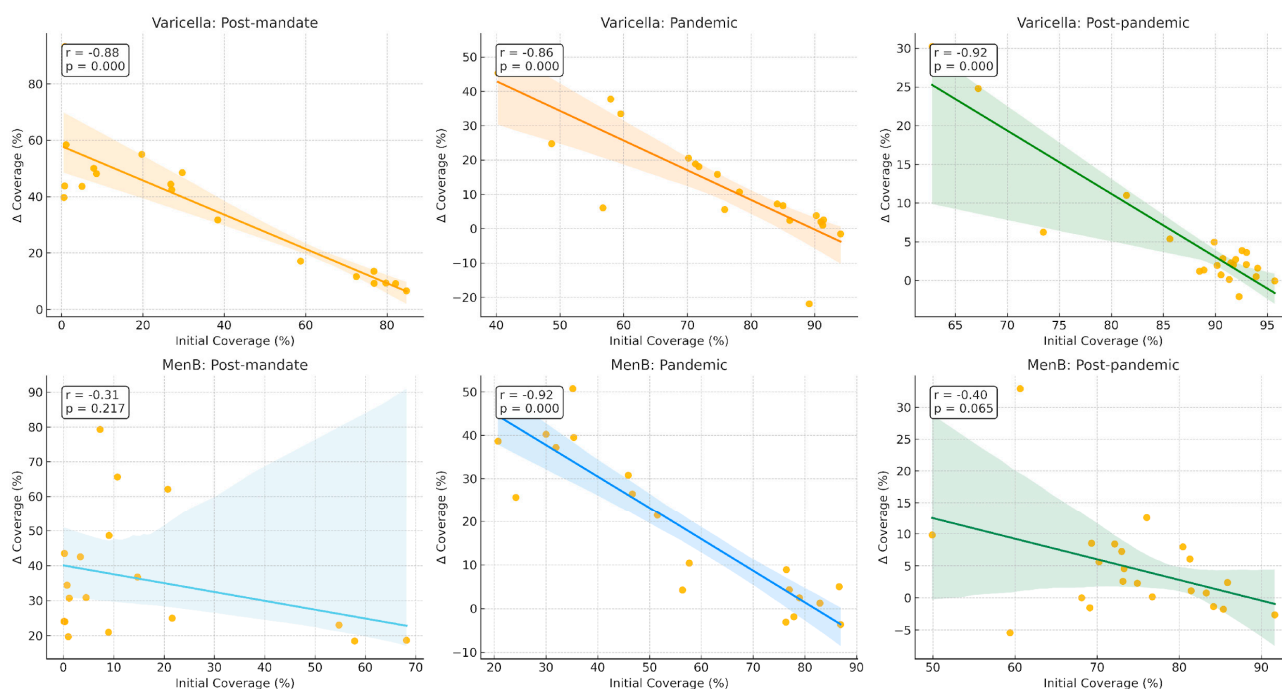 Varicella: Post-mandate
r = -0.88
p = 0.000
80
60
40
20
0
Δ Coverage (%)
0 20 40 60 80
Initial Coverage (%)
Varicella: Pandemic
r = -0.86
p = 0.000
50
40
30
20
10
0
−10
−20
Δ Coverage (%)
40 50 60 70 80 90
Initial Coverage (%)
Varicella: Post-pandemic
r = -0.92
p = 0.000
30
25
20
15
10
5
0
Δ Coverage (%)
65 70 75 80 85 90 95
Initial Coverage (%)
MenB: Post-mandate
r = -0.31
p = 0.217
90
80
70
60
50
40
30
20
Δ Coverage (%)
0 10 20 30 40 50 60 70
Initial Coverage (%)
MenB: Pandemic
r = -0.92
p = 0.000
50
40
30
20
10
0
−10
Δ Coverage (%)
20 30 40 50 60 70 80 90
Initial Coverage (%)
MenB: Post-pandemic
r = -0.40
p = 0.065
30
25
20
15
10
5
0
−5
Δ Coverage (%)
50 60 70 80 90
Initial Coverage (%)